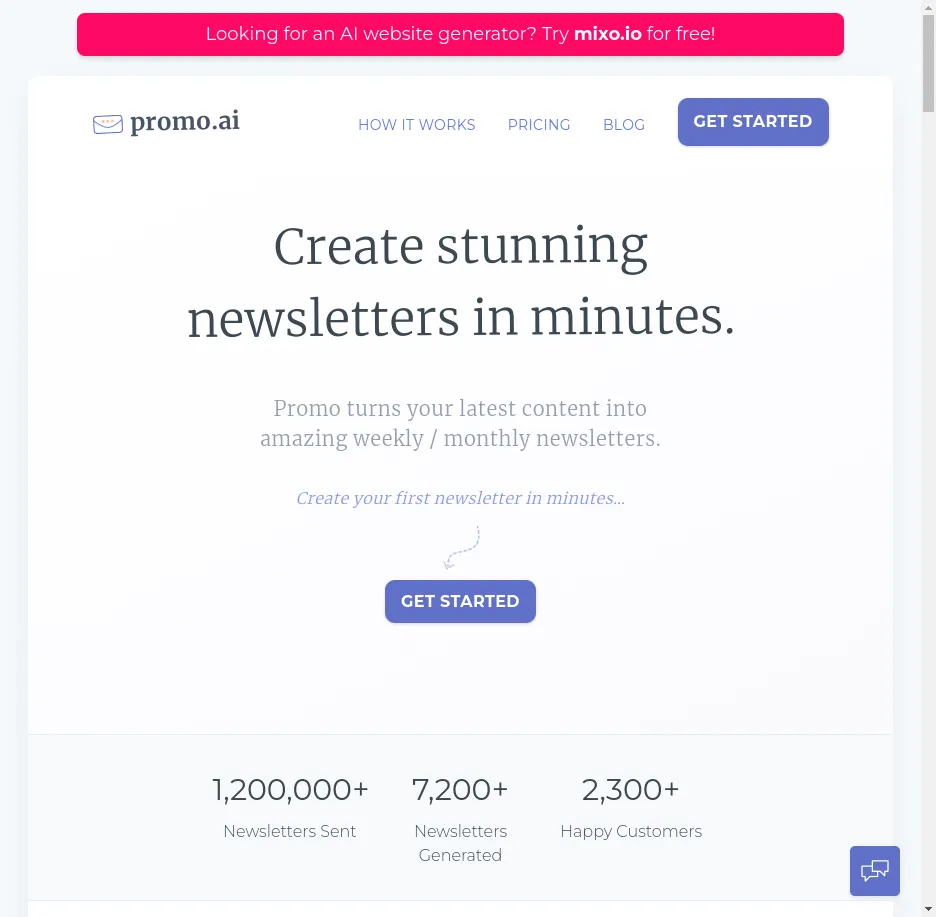 Looking for an AI website generator? Try mixo.io for free!
promo.ai
HOW IT WORKS
PRICING
BLOG
GET STARTED
Create stunning
newsletters in minutes.
Promo turns your latest content into
amazing weekly / monthly newsletters.
Create your first newsletter in minutes...
GET STARTED
1,200,000+
Newsletters Sent
7,200+
Newsletters
Generated
2,300+
Happy Customers